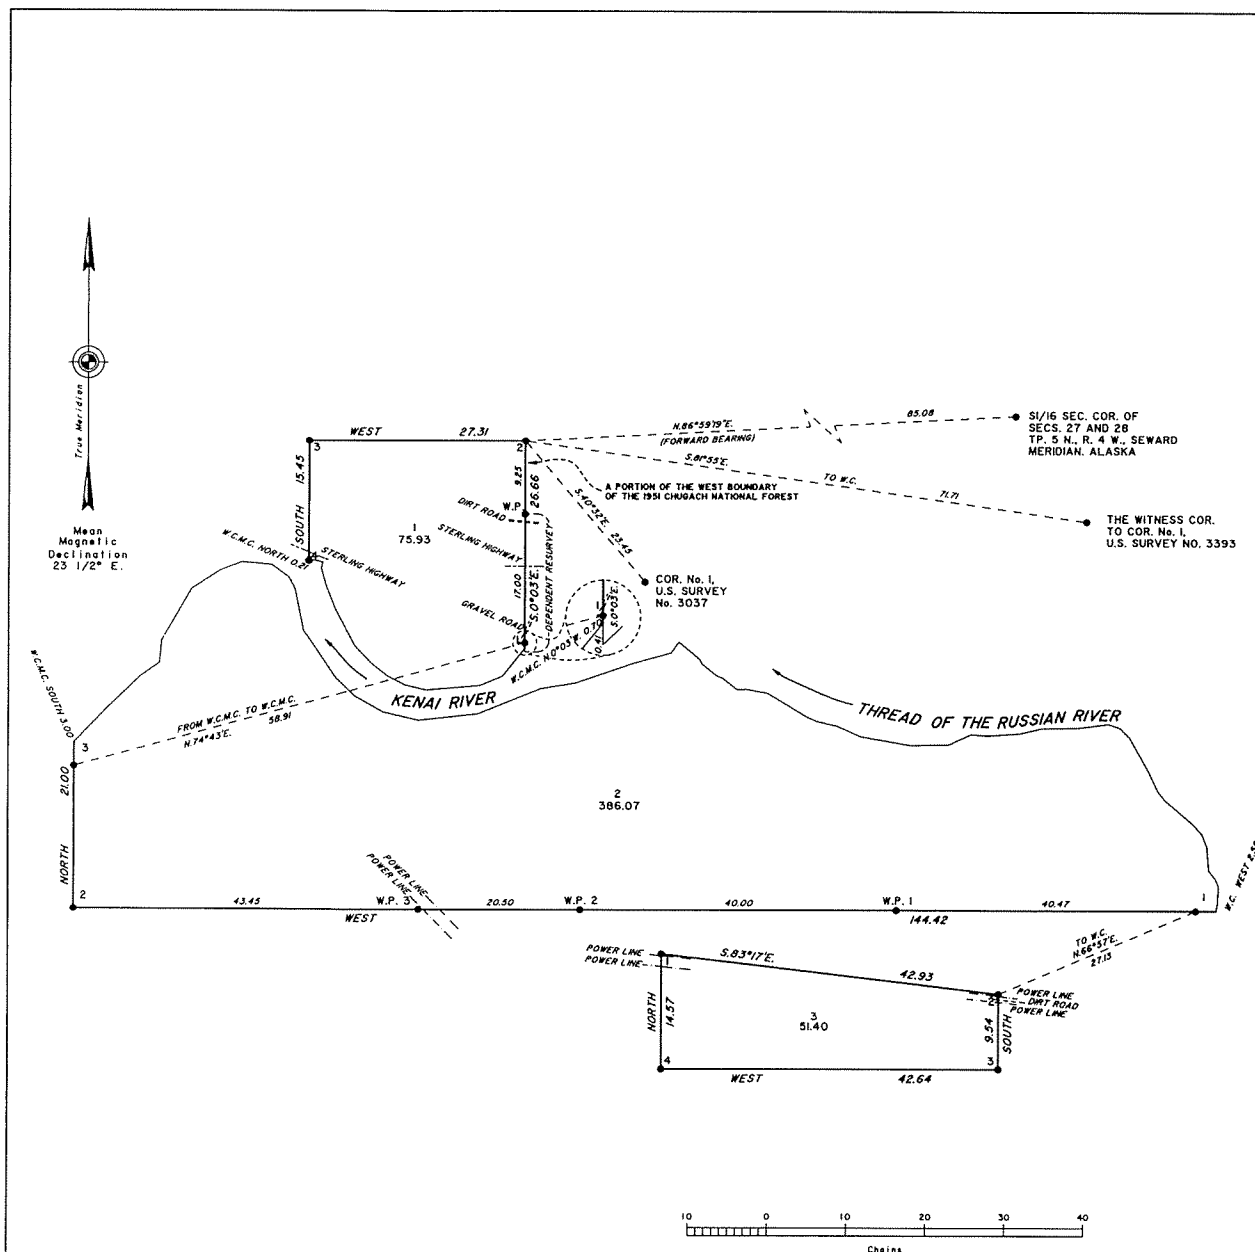 True Meridian
Mean
Magnetic
Declination
23 1/2° E.
WEST 27.31
3
2
15.45
SOUTH
1
75.93
W.C.M.C. NORTH 0.21
STERLING HIGHWAY
9.25
26.66
W.P.
DIRT ROAD
STERLING HIGHWAY
17.00
S.0°03'E.
DEPENDENT RESURVEY
GRAVEL ROAD
1
N.86°59'19"E.
(FORWARD BEARING)
85.08
S1/16 SEC. COR. OF
SECS. 27 AND 28
TP. 5 N., R. 4 W., SEWARD
MERIDIAN, ALASKA
S.81°55'E.
TO W.C.
71.71
THE WITNESS COR.
TO COR. No. 1,
U.S. SURVEY NO. 3393
A PORTION OF THE WEST BOUNDARY
OF THE 1951 CHUGACH NATIONAL FOREST
S.40°32'E. 23.45
COR. No. 1,
U.S. SURVEY
No. 3037
1
S.0°03'E.
0.41
W.C.M.C. N.0°03'W. 0.70
KENAI RIVER
THREAD OF THE RUSSIAN RIVER
FROM W.C.M.C. TO W.C.M.C.
N.74°43'E. 58.91
W.C.M.C. SOUTH 3.00
3
21.00
NORTH
2
2
386.07
43.45
WEST
POWER LINE
POWER LINE
W.P. 3
20.50
W.P. 2
40.00
W.P. 1
40.47
144.42
1
TO W.C.
N.66°57'E.
27.13
POWER LINE
POWER LINE
1
S.83°17'E.
42.93
2
POWER LINE
DIRT ROAD
POWER LINE
NORTH
14.57
3
51.40
9.54
SOUTH
4
WEST
42.64
3
10 0 10 20 30 40
Chains